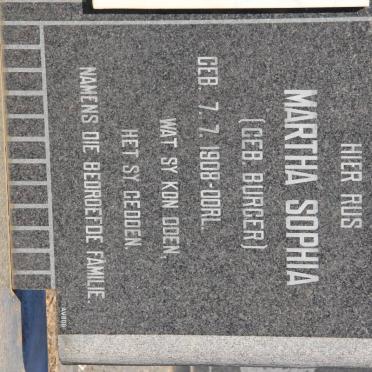 HIER RUS
MARTHA SOPHIA
(GEB. BURGER)
GEB. 7. 7. 1908-OORL.
WAT SY KON DOEN,
HET SY GEDOEN.
NAMENS DIE BEDROEFDE FAMILIE.